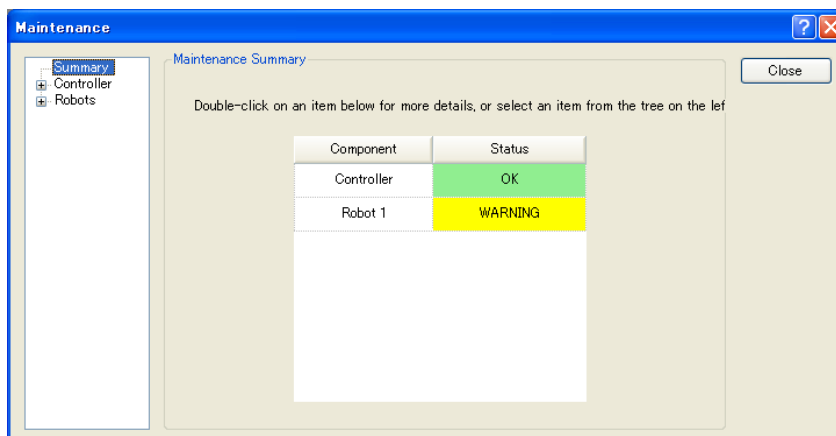 Maintenance
Summary
Controller
Robots
Maintenance Summary
Close
Double-click on an item below for more details, or select an item from the tree on the lef
Component Status
Controller OK
Robot 1 WARNING